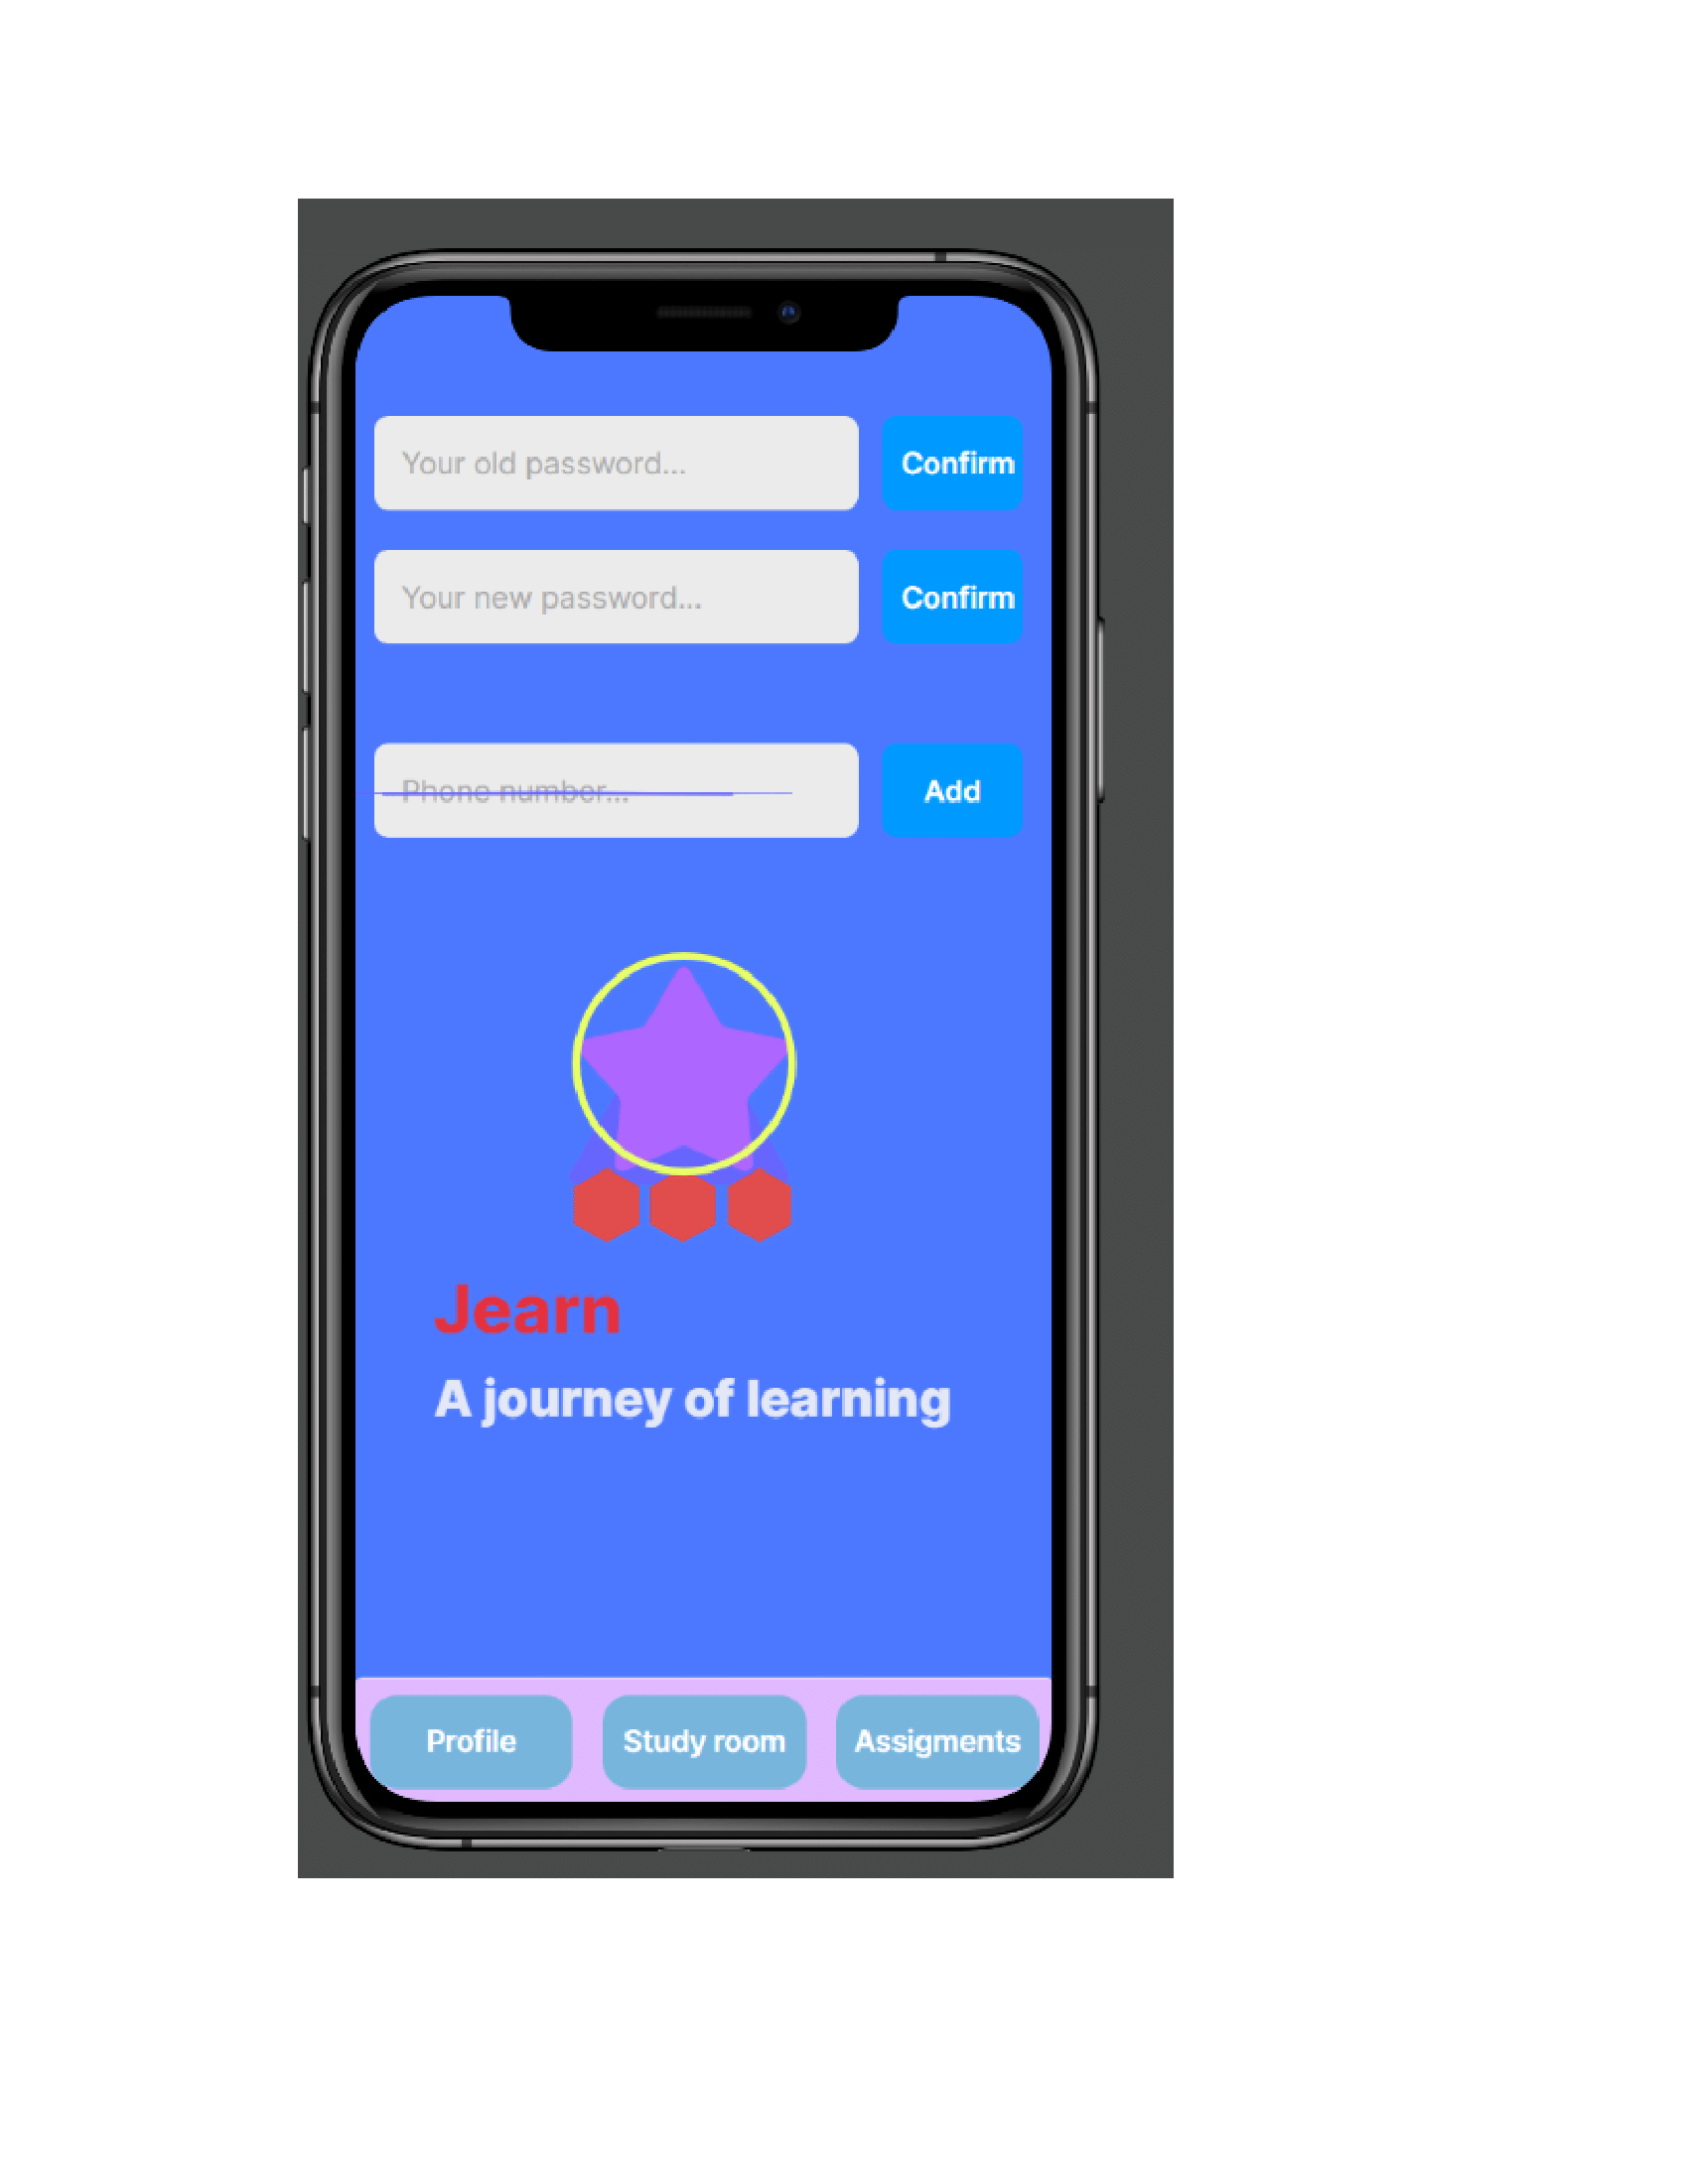 Your old password...
Confirm
Your new password...
Confirm
Phone number...
Add
Jearn
A journey of learning
Profile
Study room
Assigments